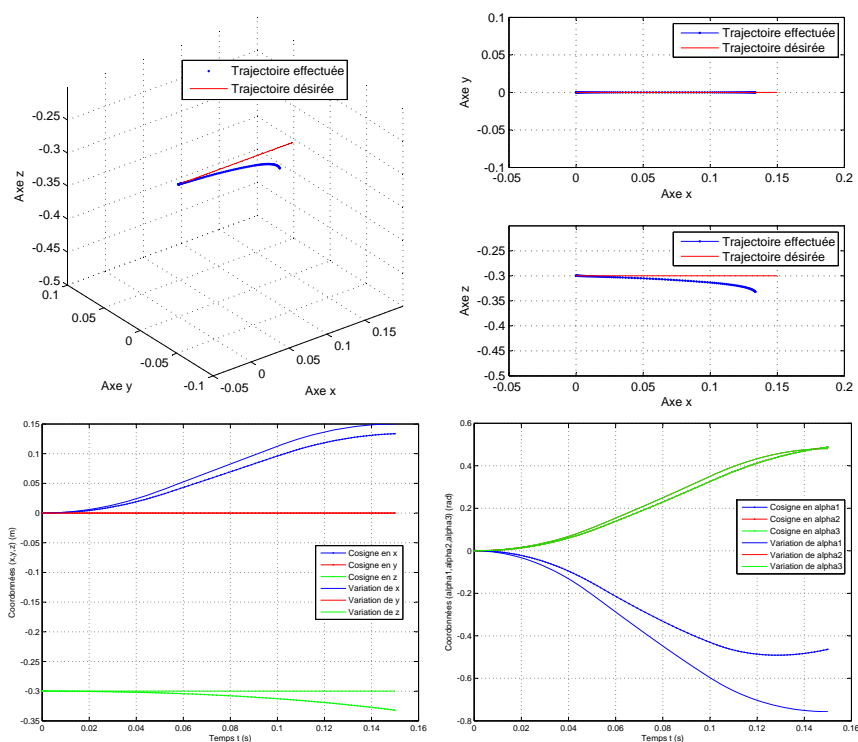 Trajectoire effectuée
Trajectoire désirée
-0.25
-0.3
-0.35
-0.4
-0.45
-0.5
Axe z
0.1
0.05
0
-0.05
-0.1
Axe y
-0.05
0
0.05
0.1
0.15
Axe x
Trajectoire effectuée
Trajectoire désirée
0.1
0.05
0
-0.05
-0.1
Axe y
-0.05
0
0.05
0.1
0.15
0.2
Axe x
Trajectoire effectuée
Trajectoire désirée
-0.25
-0.3
-0.35
-0.4
-0.45
-0.5
Axe z
-0.05
0
0.05
0.1
0.15
0.2
Axe x
0.15
0.1
0.05
0
-0.05
-0.1
-0.15
-0.2
-0.25
-0.3
-0.35
Coordonnées (x,y,z) (m)
Cosigne en x
Cosigne en y
Cosigne en z
Variation de x
Variation de y
Variation de z
0
0.02
0.04
0.06
0.08
0.1
0.12
0.14
0.16
Temps t (s)
0.6
0.4
0.2
0
-0.2
-0.4
-0.6
-0.8
Coordonnées (alpha1,alpha2,alpha3) (rad)
Cosigne en alpha1
Cosigne en alpha2
Cosigne en alpha3
Variation de alpha1
Variation de alpha2
Variation de alpha3
0
0.02
0.04
0.06
0.08
0.1
0.12
0.14
0.16
Temps t (s)